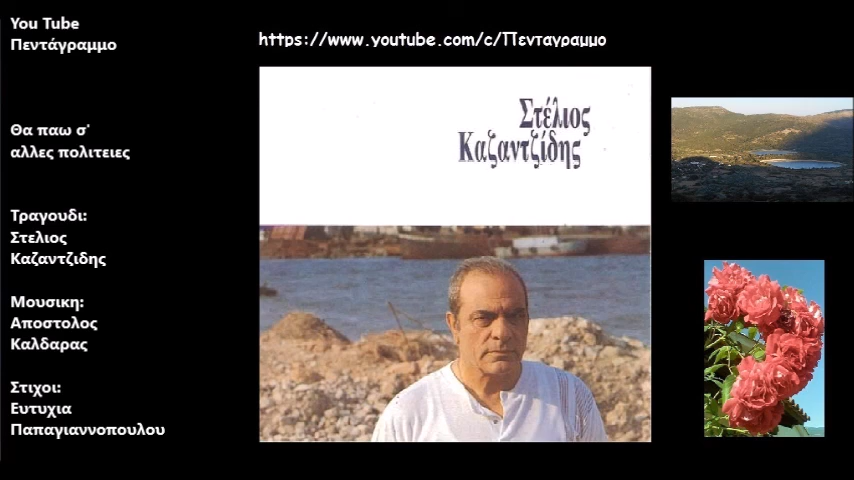 You Tube
Πεντάγραμμο
https://www.youtube.com/c/Πενταγραμμο
Θα παω σ'
αλλες πολιτειες
Τραγουδι:
Στελιος
Καζαντζιδης
Μουσικη:
Αποστολος
Καλδαρας
Στιχοι:
Ευτυχια
Παπαγιαννοπουλου
Στέλιος
Καζαντζίδης